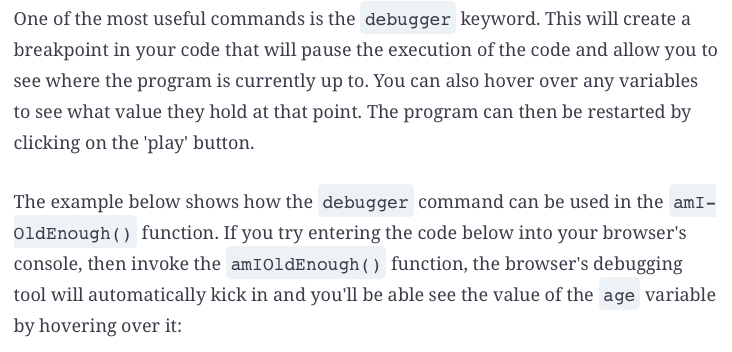 One of the most useful commands is the debugger keyword. This will create a
breakpoint in your code that will pause the execution of the code and allow you to
see where the program is currently up to. You can also hover over any variables
to see what value they hold at that point. The program can then be restarted by
clicking on the 'play' button.
The example below shows how the debugger command can be used in the amI-
OldEnough() function. If you try entering the code below into your browser's
console, then invoke the amIOldEnough() function, the browser's debugging
tool will automatically kick in and you'll be able see the value of the age variable
by hovering over it: